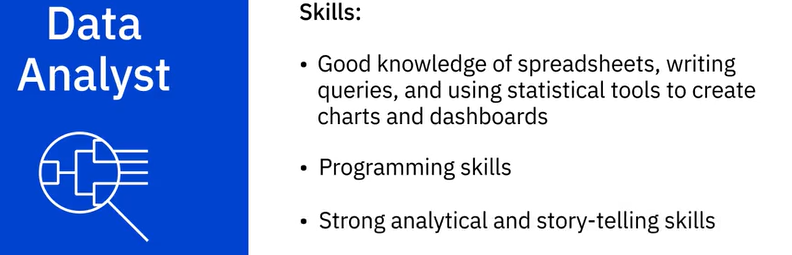 Data
Analyst
Skills:
• Good knowledge of spreadsheets, writing
queries, and using statistical tools to create
charts and dashboards
• Programming skills
• Strong analytical and story-telling skills